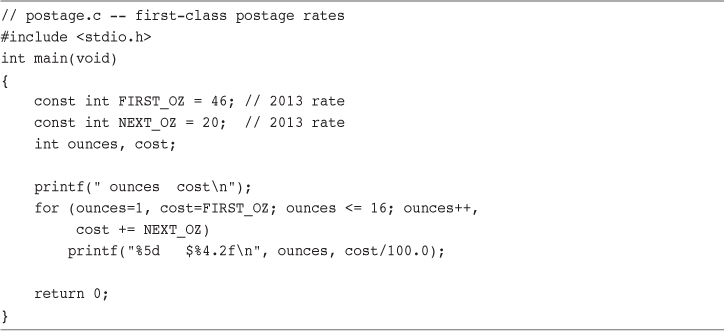 // postage.c -- first-class postage rates
#include <stdio.h>
int main(void)
{
    const int FIRST_OZ = 46; // 2013 rate
    const int NEXT_OZ = 20;  // 2013 rate
    int ounces, cost;

    printf(" ounces  cost\n");
    for (ounces=1, cost=FIRST_OZ; ounces <= 16; ounces++,
         cost += NEXT_OZ)
        printf("%5d   $%4.2f\n", ounces, cost/100.0);

    return 0;
}